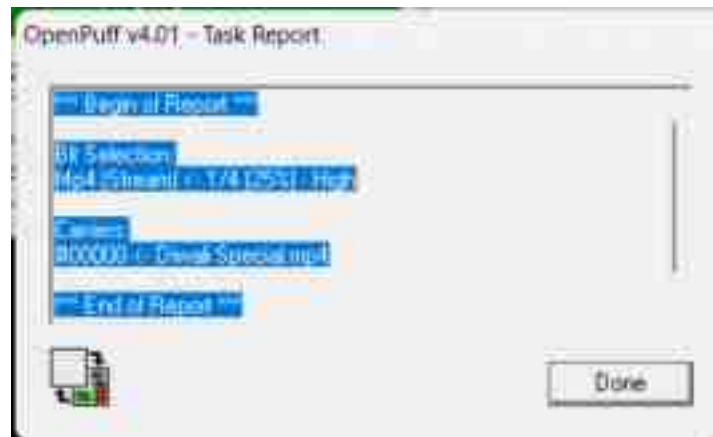 OpenPuff v4.01 - Task Report
*** Begin of Report ***
Bit Selection:
Mp4 (Stream) <- 1/4 (25%) - High
Carriers:
#00000 <- Diwali Special.mp4
*** End of Report ***
Done